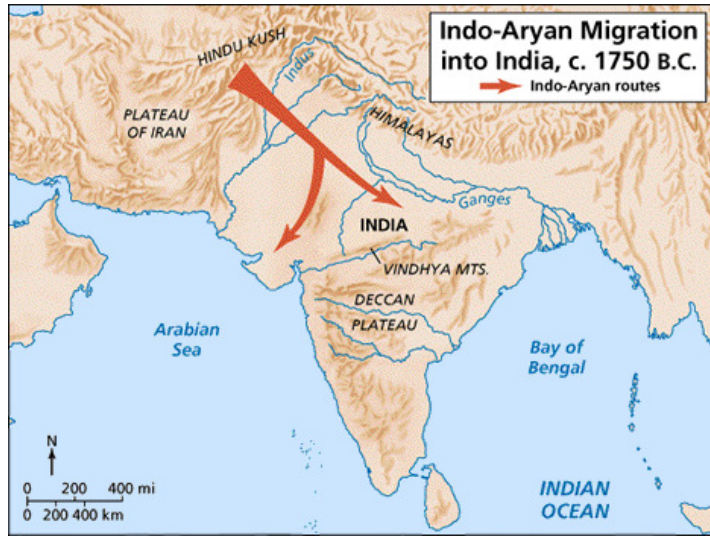 Indo-Aryan Migration
into India, c. 1750 B.C.
Indo-Aryan routes
HINDU KUSH
Indus
PLATEAU
OF IRAN
HIMALAYAS
Ganges
INDIA
VINDHYA MTS.
DECCAN
PLATEAU
Arabian
Sea
Bay of
Bengal
N
0 200 400 mi
0 200 400 km
INDIAN
OCEAN